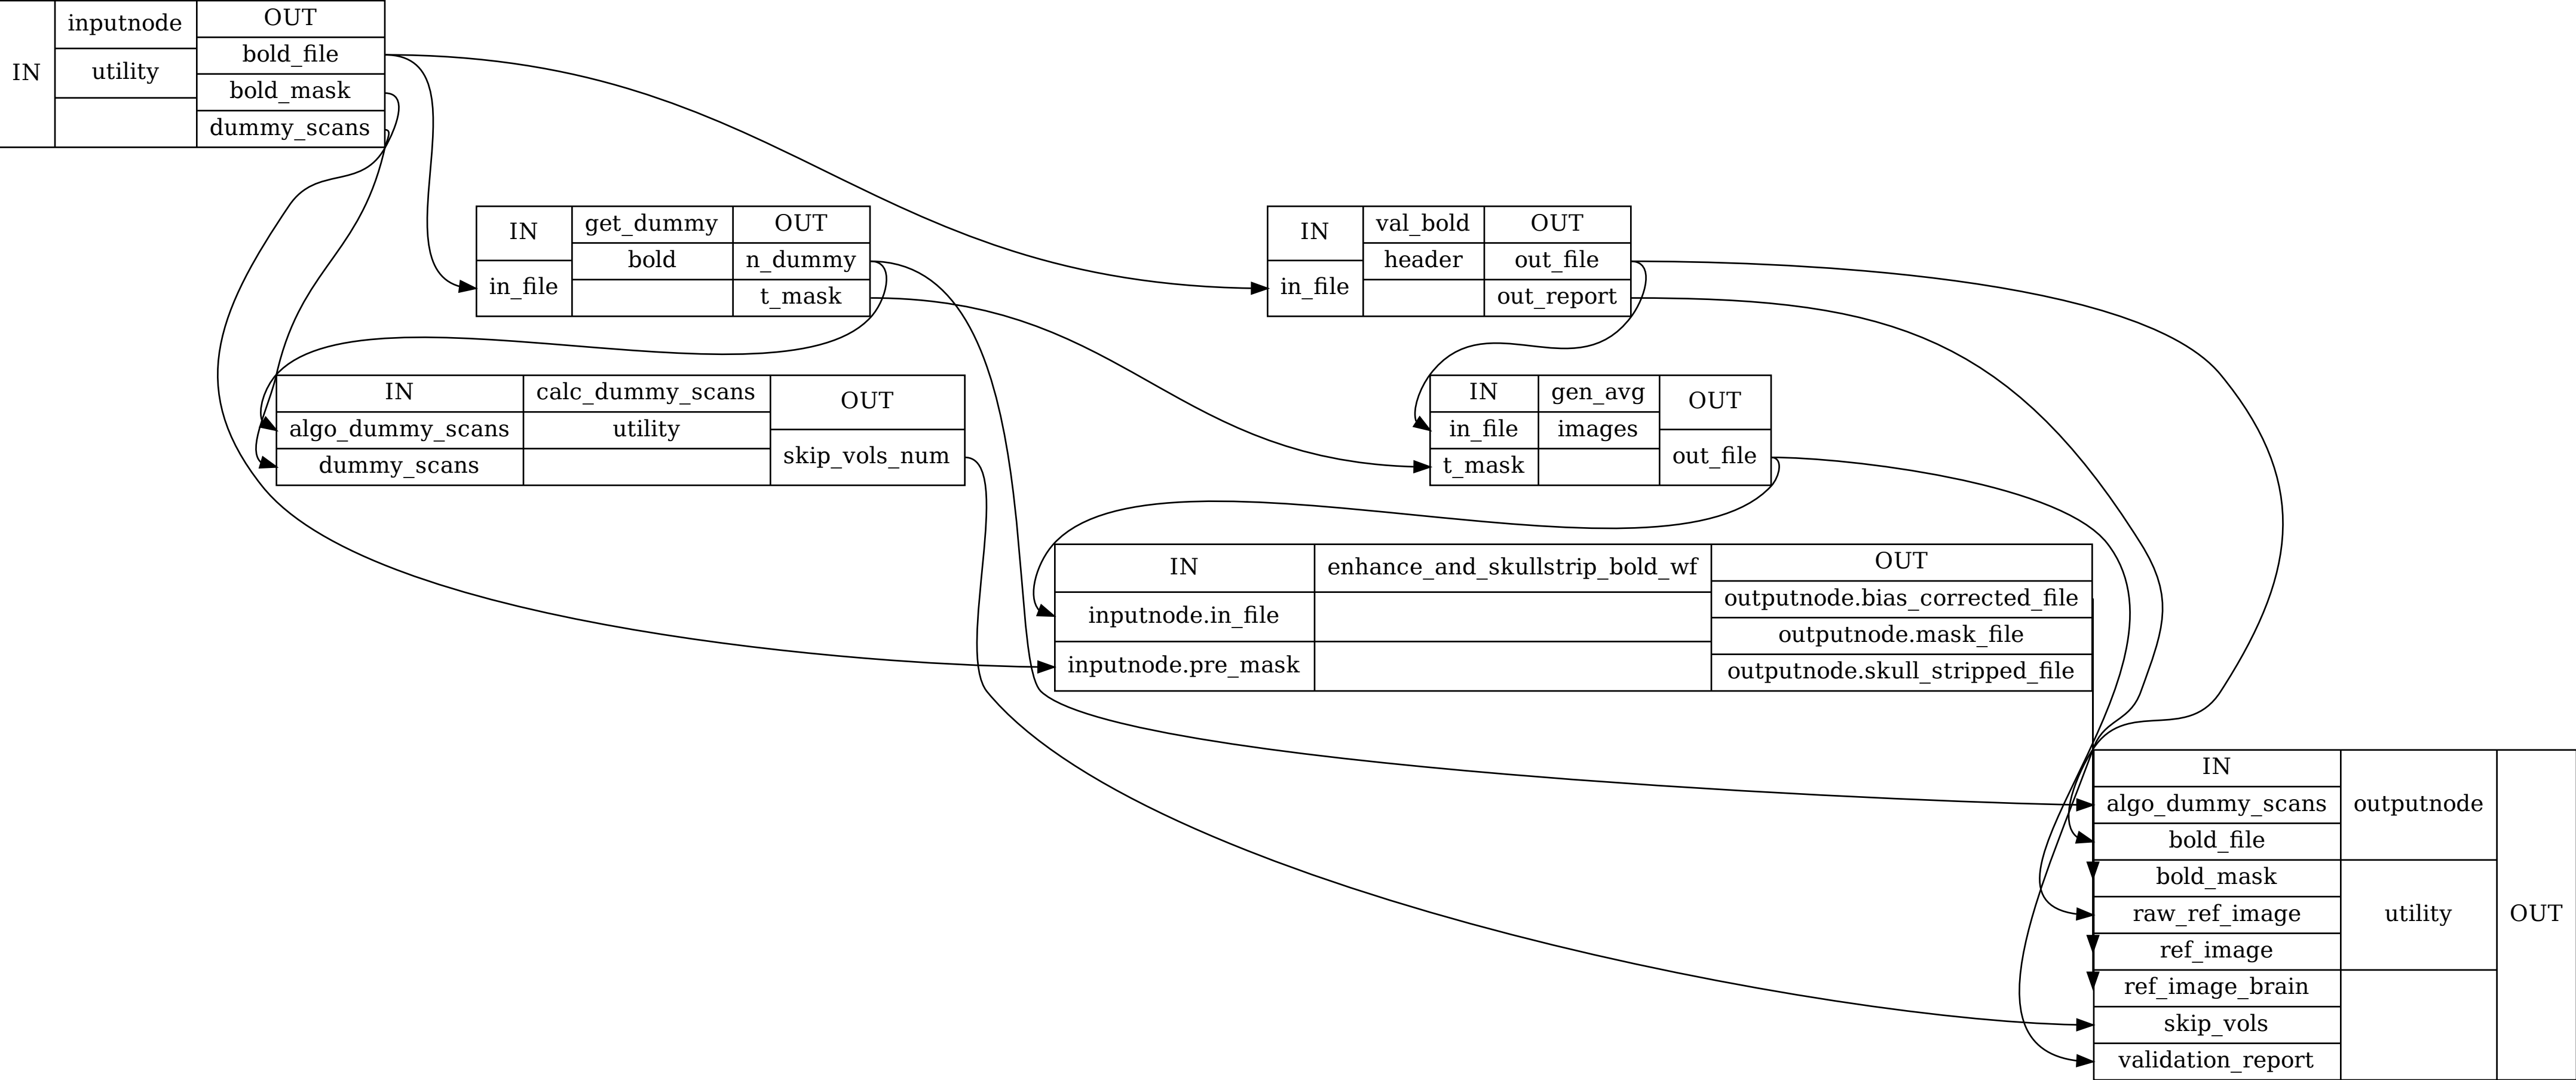 IN
inputnode
utility
OUT
bold_file
bold_mask
dummy_scans
IN
in_file
get_dummy
bold
OUT
n_dummy
t_mask
IN
in_file
val_bold
header
OUT
out_file
out_report
IN
algo_dummy_scans
dummy_scans
calc_dummy_scans
utility
OUT
skip_vols_num
IN
in_file
t_mask
gen_avg
images
OUT
out_file
IN
inputnode.in_file
inputnode.pre_mask
enhance_and_skullstrip_bold_wf
OUT
outputnode.bias_corrected_file
outputnode.mask_file
outputnode.skull_stripped_file
IN
algo_dummy_scans
bold_file
bold_mask
raw_ref_image
ref_image
ref_image_brain
skip_vols
validation_report
outputnode
utility
OUT